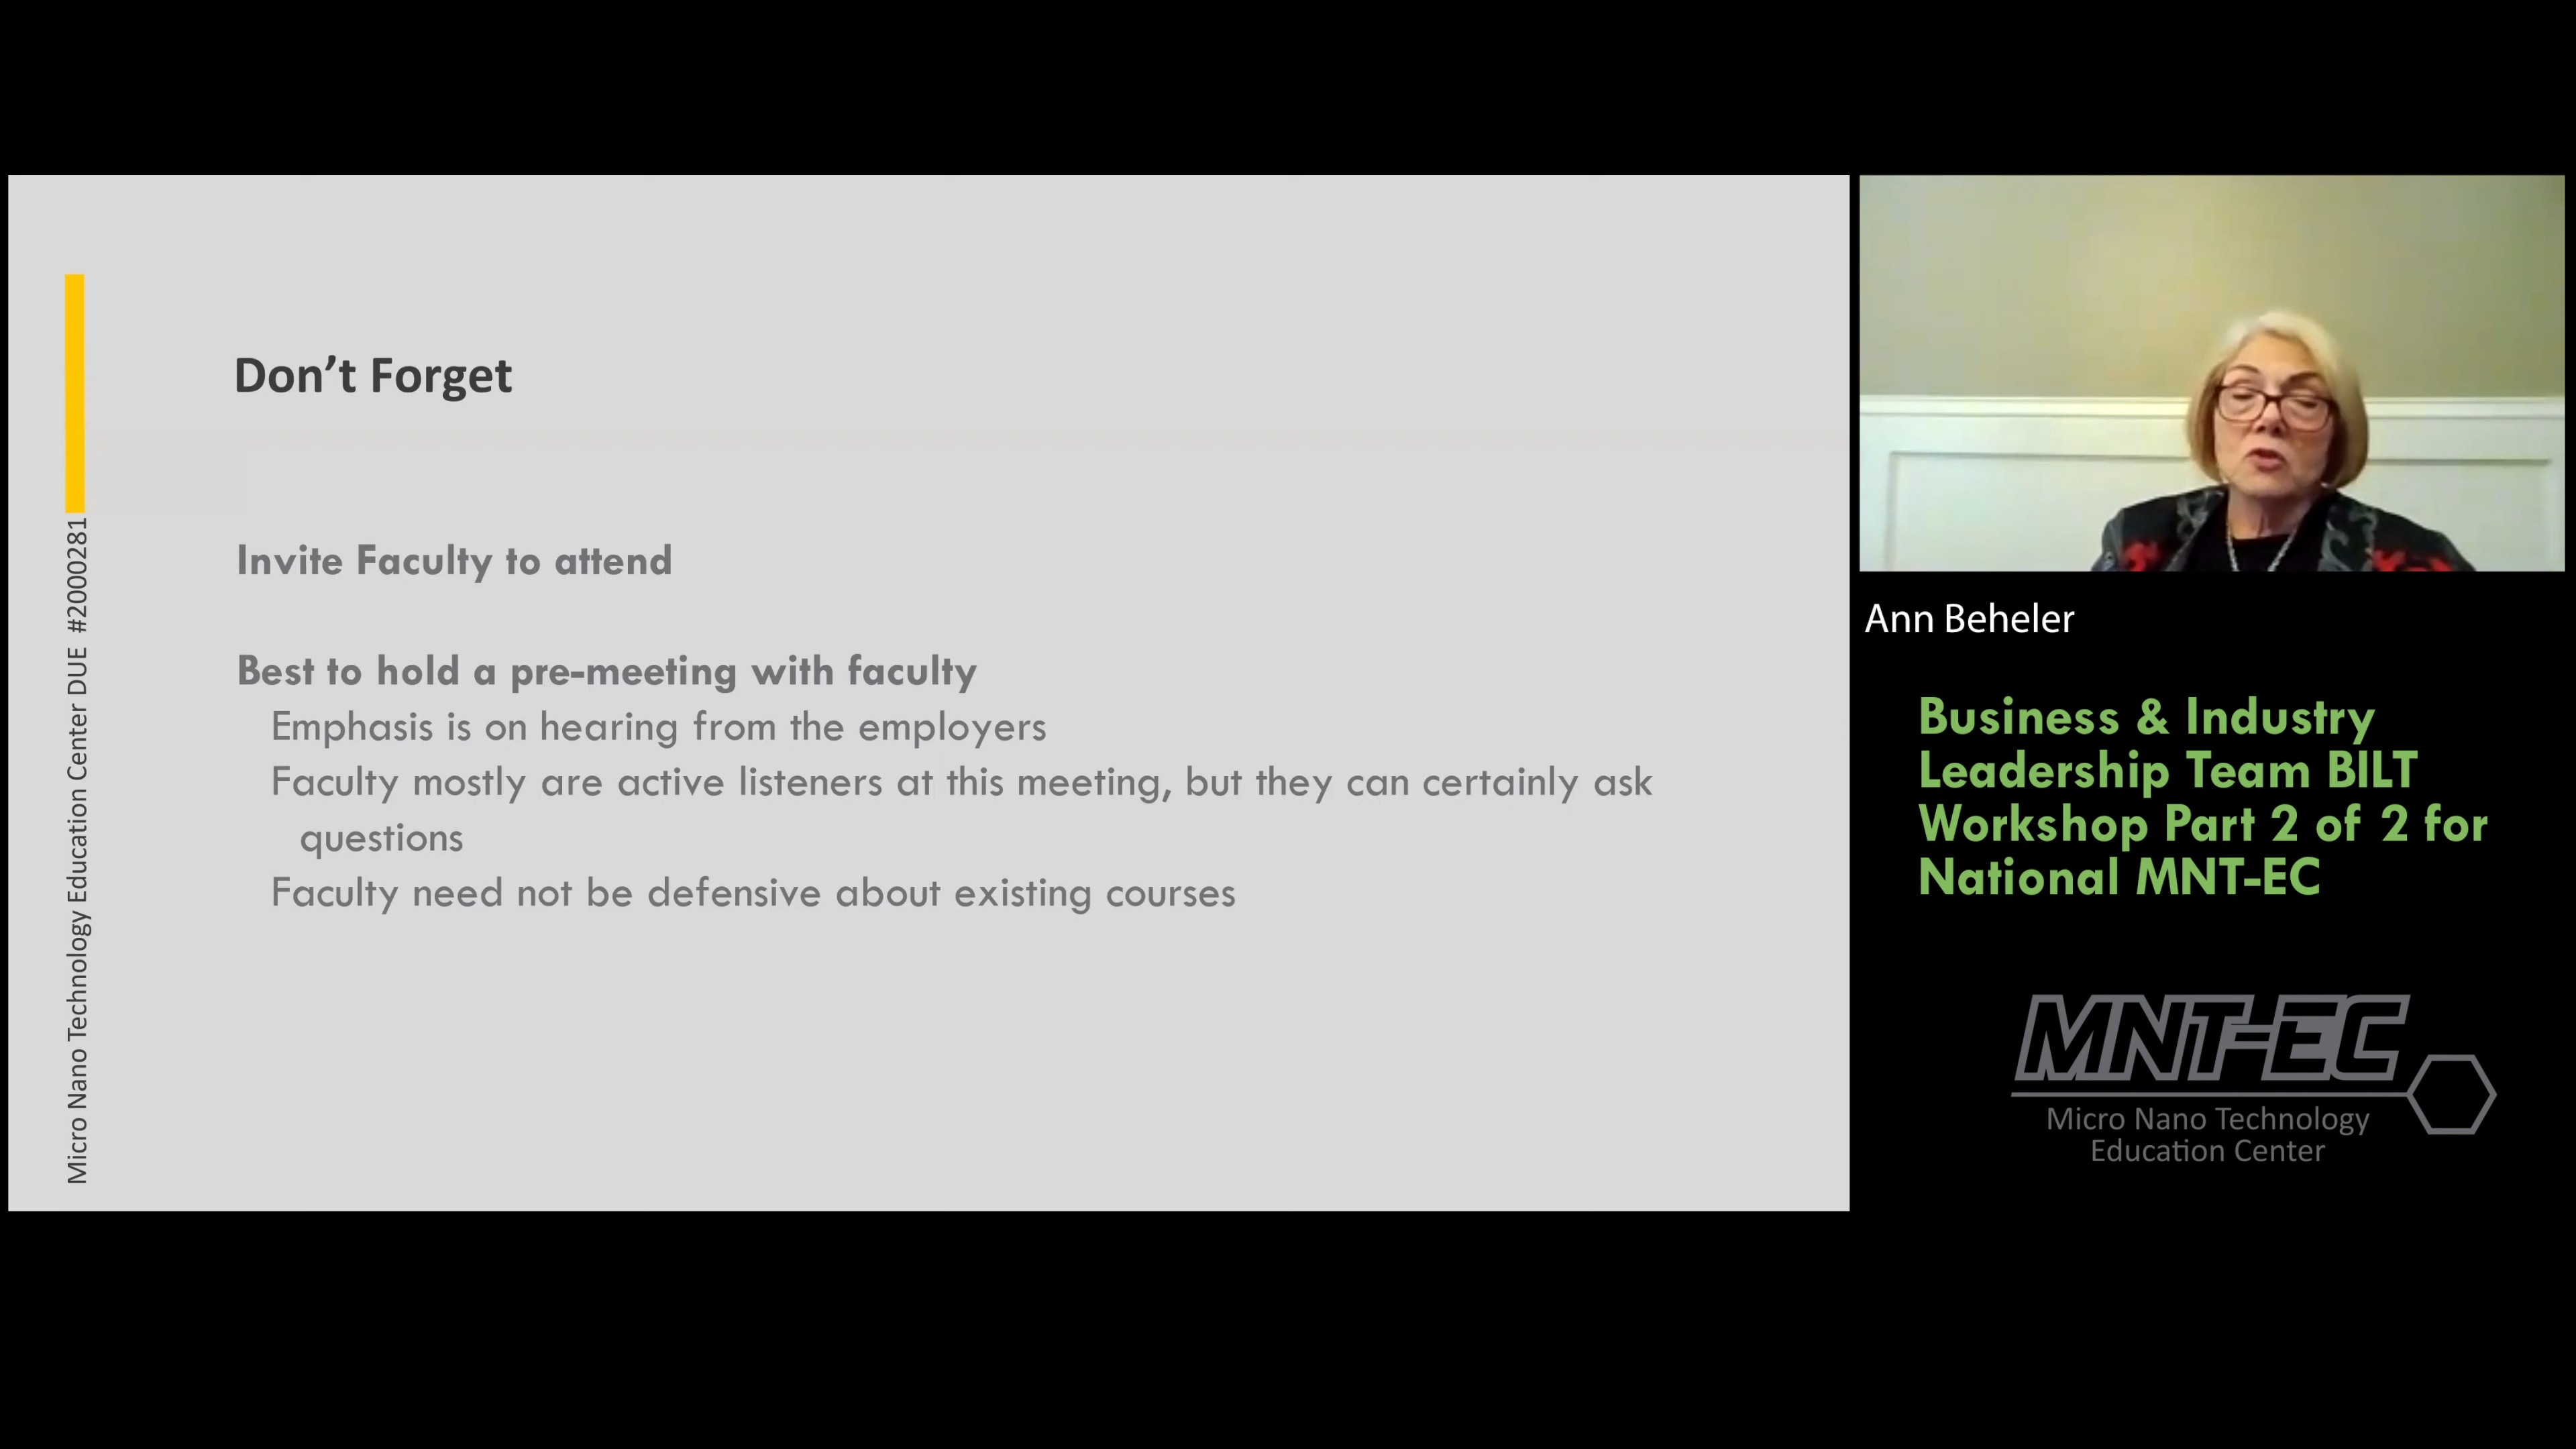 Don’t Forget
Invite Faculty to attend
Best to hold a pre-meeting with faculty
Emphasis is on hearing from the employers
Faculty mostly are active listeners at this meeting, but they can certainly ask
questions
Faculty need not be defensive about existing courses
Micro Nano Technology Education Center DUE #2000281
Ann Beheler
Business & Industry
Leadership Team BILT
Workshop Part 2 of 2 for
National MNT-EC
MNT-EC
Micro Nano Technology
Education Center